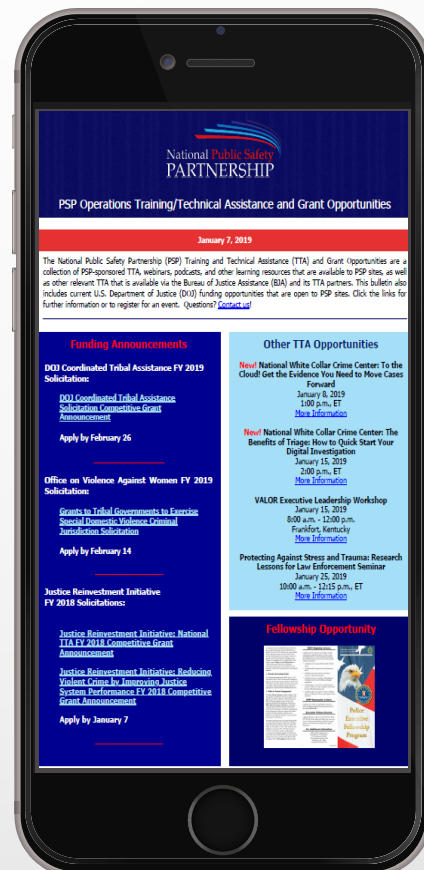 National Public Safety
PARTNERSHIP
PSP Operations Training/Technical Assistance and Grant Opportunities
January 7, 2019
The National Public Safety Partnership (PSP) Training and Technical Assistance (TTA) and Grant Opportunities are a
collection of PSP-sponsored TTA, webinars, podcasts, and other learning resources that are available to PSP sites, as well
as other relevant TTA that is available via the Bureau of Justice Assistance (BJA) and its TTA partners. This bulletin also
includes current U.S. Department of Justice (DOJ) funding opportunities that are open to PSP sites. Click the links for
further information or to register for an event. Questions? Contact us!
Funding Announcements
DOJ Coordinated Tribal Assistance FY 2019
Solicitation:
DOJ Coordinated Tribal Assistance
Solicitation Competitive Grant
Announcement
Apply by February 26
Office on Violence Against Women FY 2019
Solicitation:
Grants to Tribal Governments to Exercise
Special Domestic Violence Criminal
Jurisdiction Solicitation
Apply by February 14
Justice Reinvestment Initiative
FY 2018 Solicitations:
Justice Reinvestment Initiative: National
TTA FY 2018 Competitive Grant
Announcement
Justice Reinvestment Initiative: Reducing
Violent Crime by Improving Justice
System Performance FY 2018 Competitive
Grant Announcement
Apply by January 7
Other TTA Opportunities
New! National White Collar Crime Center: To the
Cloud! Get the Evidence You Need to Move Cases
Forward
January 8, 2019
1:00 p.m., ET
More Information
New! National White Collar Crime Center: The
Benefits of Triage: How to Quick Start Your
Digital Investigation
January 15, 2019
2:00 p.m., ET
More Information
VALOR Executive Leadership Workshop
January 15, 2019
8:00 a.m. - 12:00 p.m.
Frankfort, Kentucky
More Information
Protecting Against Stress and Trauma: Research
Lessons for Law Enforcement Seminar
January 25, 2019
10:00 a.m. - 12:15 p.m., ET
More Information
Fellowship Opportunity
Police
Executive
Fellowship
Program